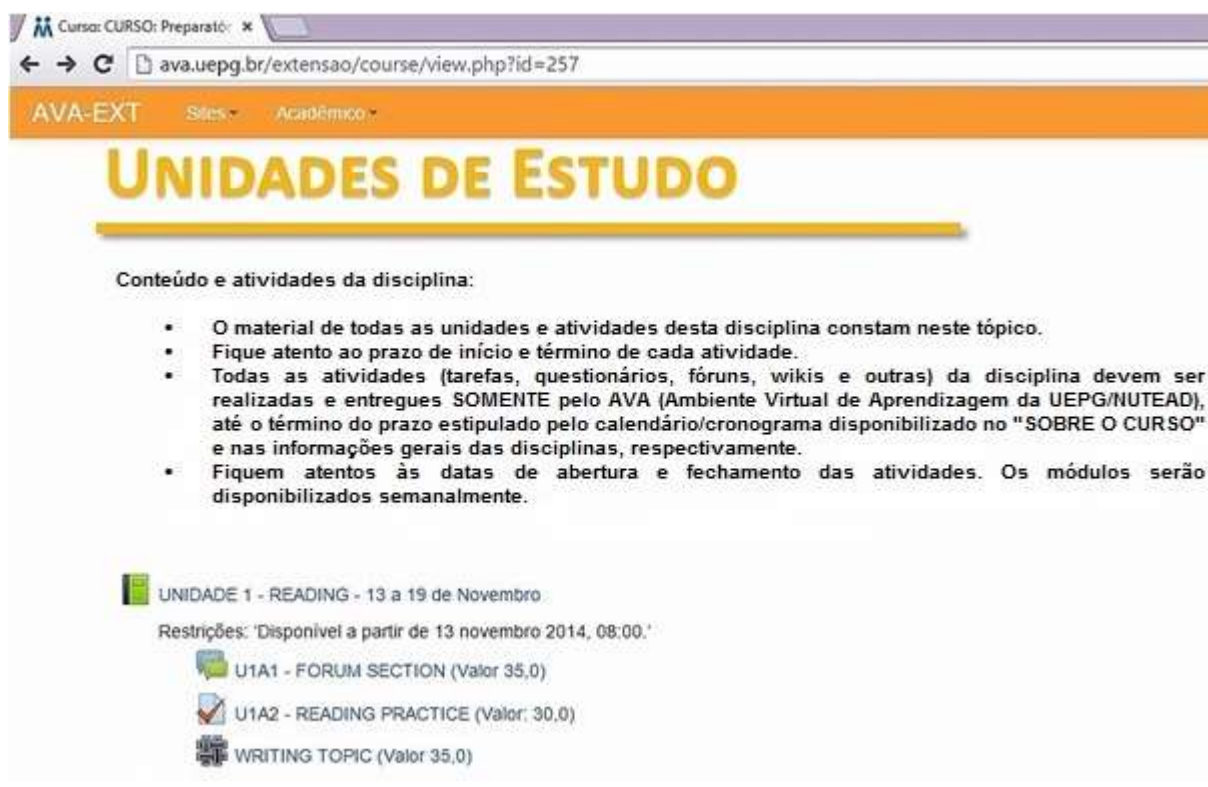 Curso: CURSO: Preparatór
ava.uepg.br/extensao/course/view.php?id=257
AVA-EXT Sites Acadêmico
UNIDADES DE ESTUDO
Conteúdo e atividades da disciplina:
• O material de todas as unidades e atividades desta disciplina constam neste tópico.
• Fique atento ao prazo de início e término de cada atividade.
• Todas as atividades (tarefas, questionários, fóruns, wikis e outras) da disciplina devem ser
realizadas e entregues SOMENTE pelo AVA (Ambiente Virtual de Aprendizagem da UEPG/NUTEAD),
até o término do prazo estipulado pelo calendário/cronograma disponibilizado no "SOBRE O CURSO"
e nas informações gerais das disciplinas, respectivamente.
• Fiquem atentos às datas de abertura e fechamento das atividades. Os módulos serão
disponibilizados semanalmente.
UNIDADE 1 - READING - 13 a 19 de Novembro
Restrições: 'Disponível a partir de 13 novembro 2014, 08:00.'
U1A1 - FORUM SECTION (Valor 35,0)
U1A2 - READING PRACTICE (Valor: 30,0)
WRITING TOPIC (Valor 35,0)